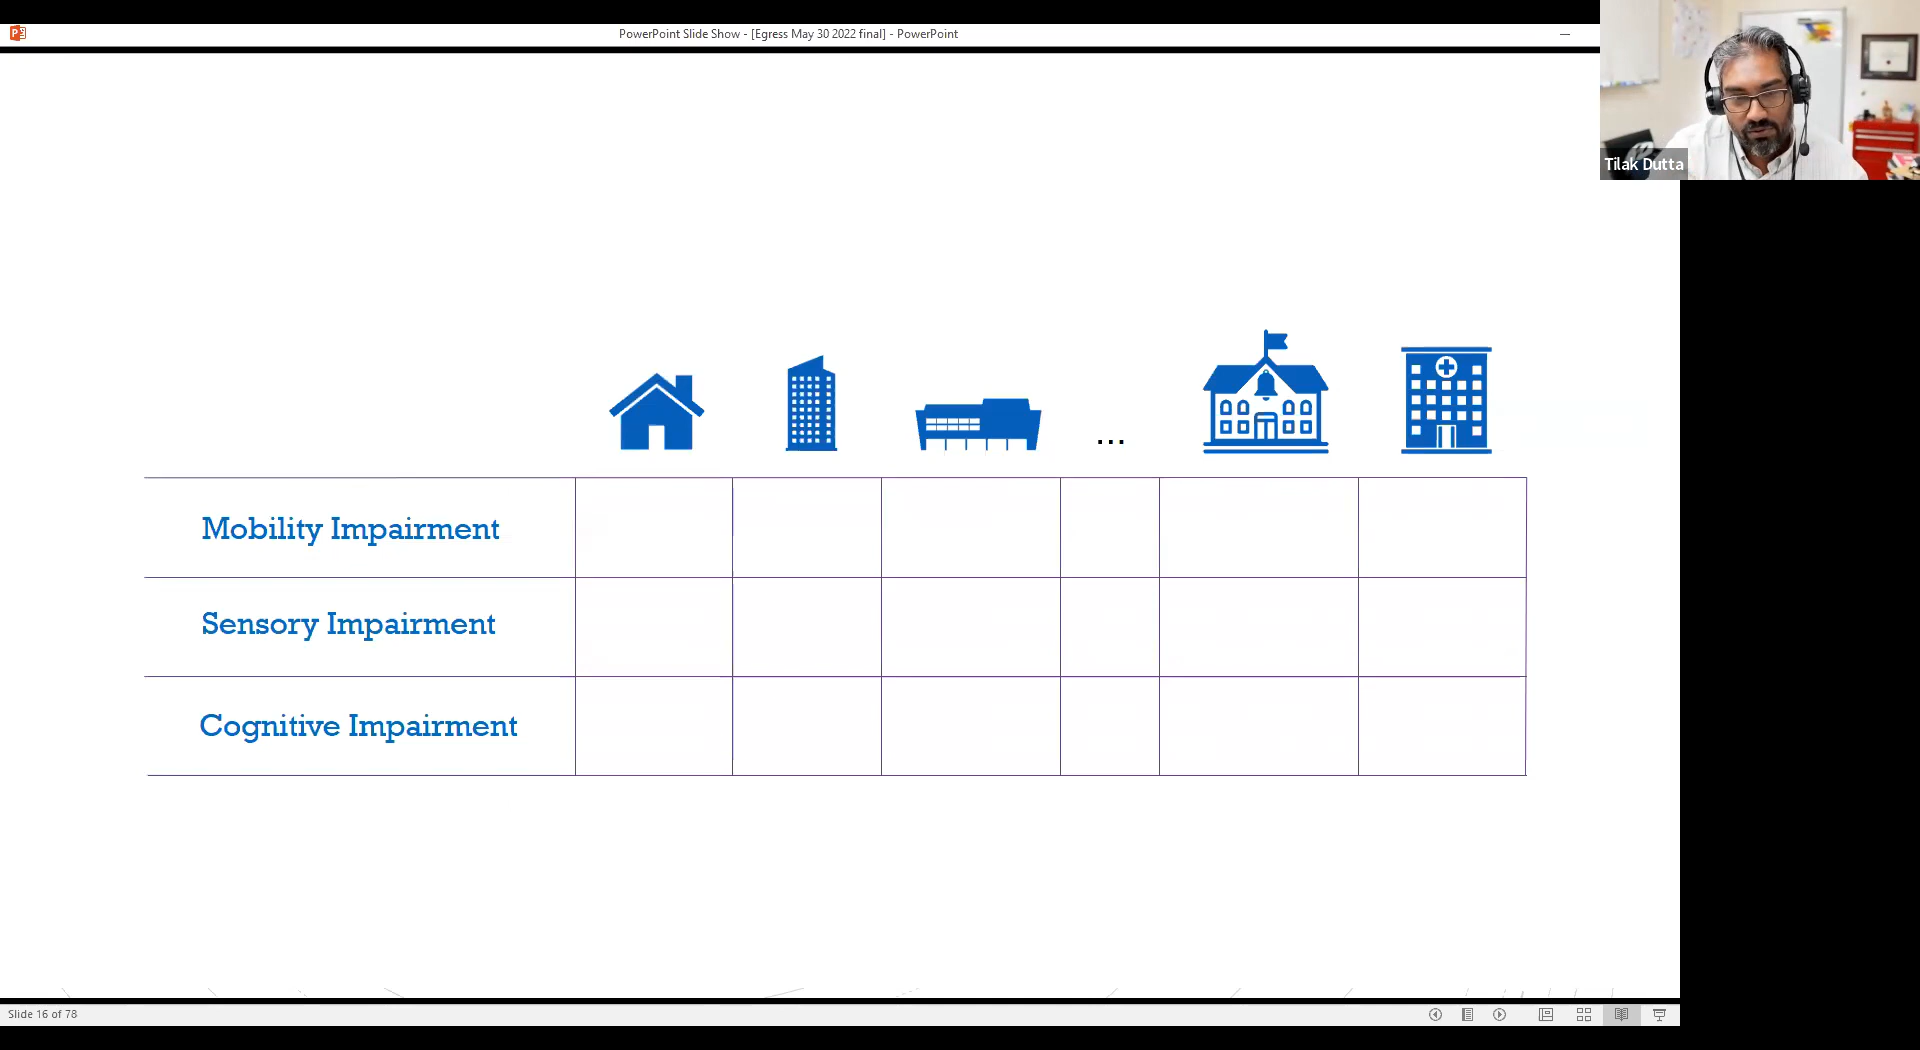 PowerPoint Slide Show - [Egress May 30 2022 final] - PowerPoint
Tilak Dutta
...
Mobility Impairment
Sensory Impairment
Cognitive Impairment
Slide 16 of 78